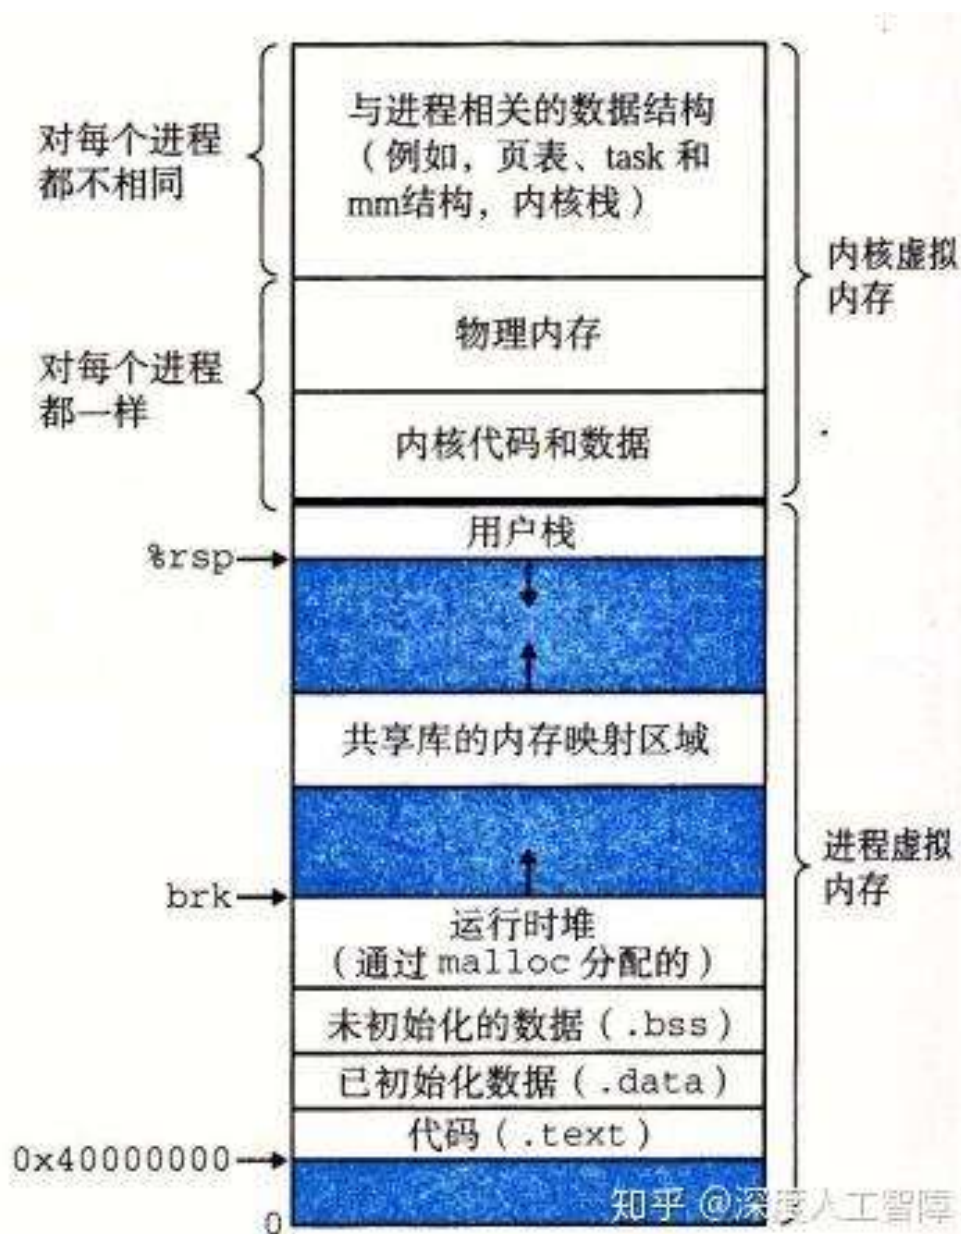 对每个进程
都不相同
与进程相关的数据结构
（例如，页表、task 和
mm结构，内核栈）
内核虚拟
内存
对每个进程
都一样
物理内存
内核代码和数据
用户栈
%rsp
共享库的内存映射区域
进程虚拟
内存
brk
运行时堆
（通过 malloc 分配的）
未初始化的数据（.bss）
已初始化数据（.data）
代码（.text）
0x40000000
0
知乎 @深度人工智障